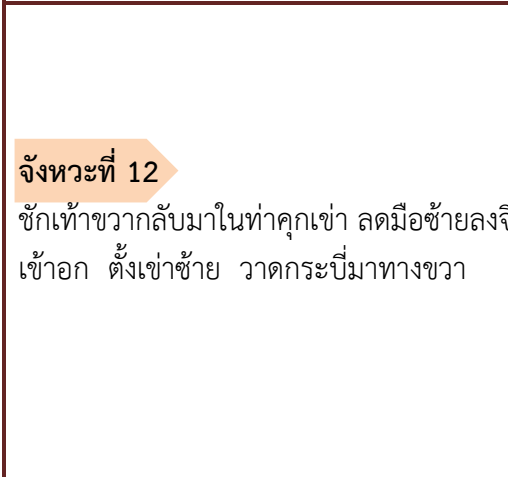 จังหวะที่ 12
ชักเท้าขวากลับมาในท่าคุกเข่า ลดมือซ้ายลง
เข้าอก ตั้งเข่าซ้าย วาดกระบี่มาทางขวา